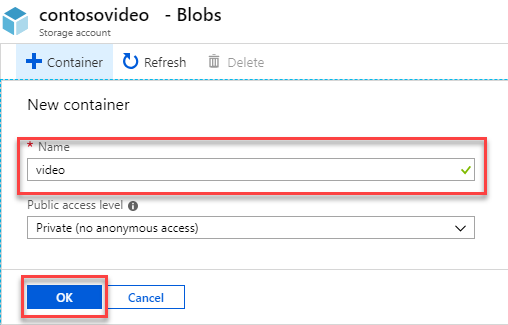 contosovideo - Blobs
Storage account
Container Refresh Delete
New container
* Name
video
Public access level
Private (no anonymous access)
OK Cancel